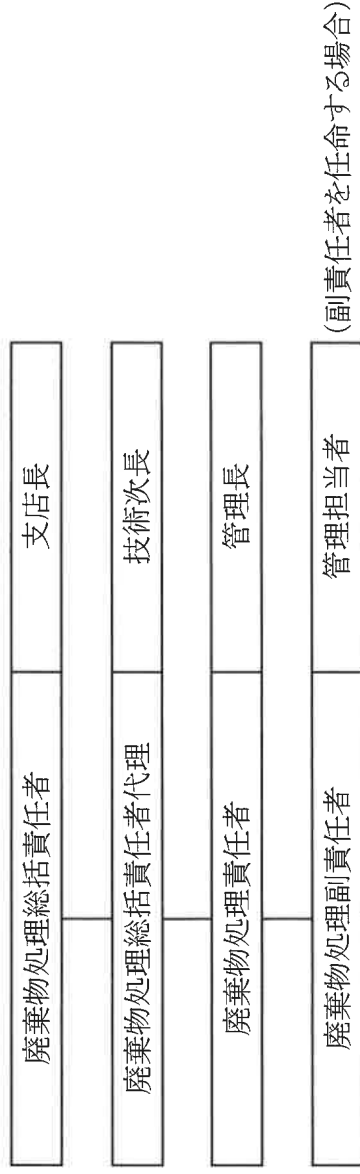 廃棄物処理総括責任者 支店長
廃棄物処理総括責任者代理 技術次長
廃棄物処理責任者 管理長
廃棄物処理副責任者 管理担当者 (副責任者を任命する場合)